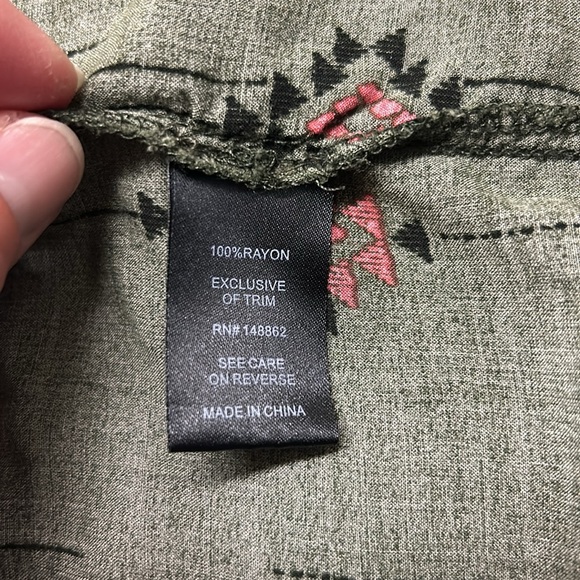 100%RAYON
EXCLUSIVE
OF TRIM
RN# 148862
SEE CARE
ON REVERSE
MADE IN CHINA